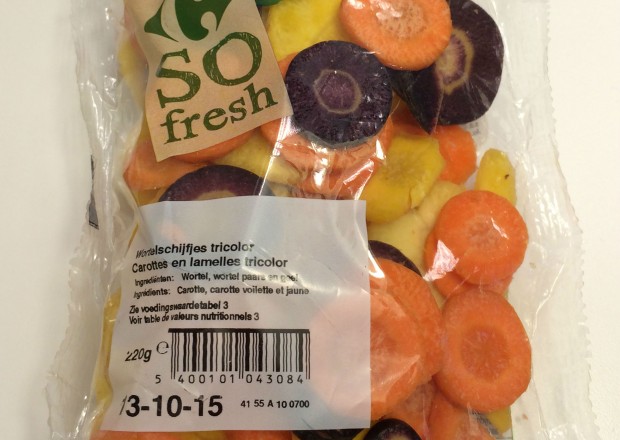 SO
fresh
Wortelschijfjes tricolor
Carottes en lamelles tricolor
Ingrediënten: Wortel, wortel paars en geel
Ingrédients: Carotte, carotte voilette et jaune
Zie voedingswaardetabel 3
Voir table de valeurs nutritionnels 3
220g e
5 400101 043084
13-10-15 41 55 A 10 0700